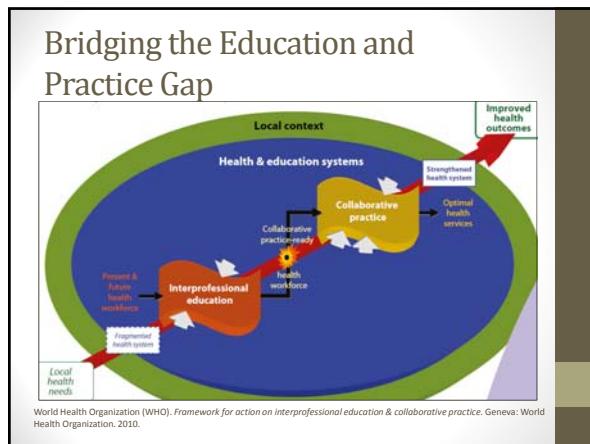 Bridging the Education and
Practice Gap
Improved
health
outcomes
Local context
Health & education systems
Strengthened
health system
Collaborative
practice
Optimal
health
services
Collaborative
practice-ready
health
workforce
Present &
future
health
workforce
Interprofessional
education
Fragmented
health system
Local
health
needs
World Health Organization (WHO). Framework for action on interprofessional education & collaborative practice. Geneva: World
Health Organization. 2010.